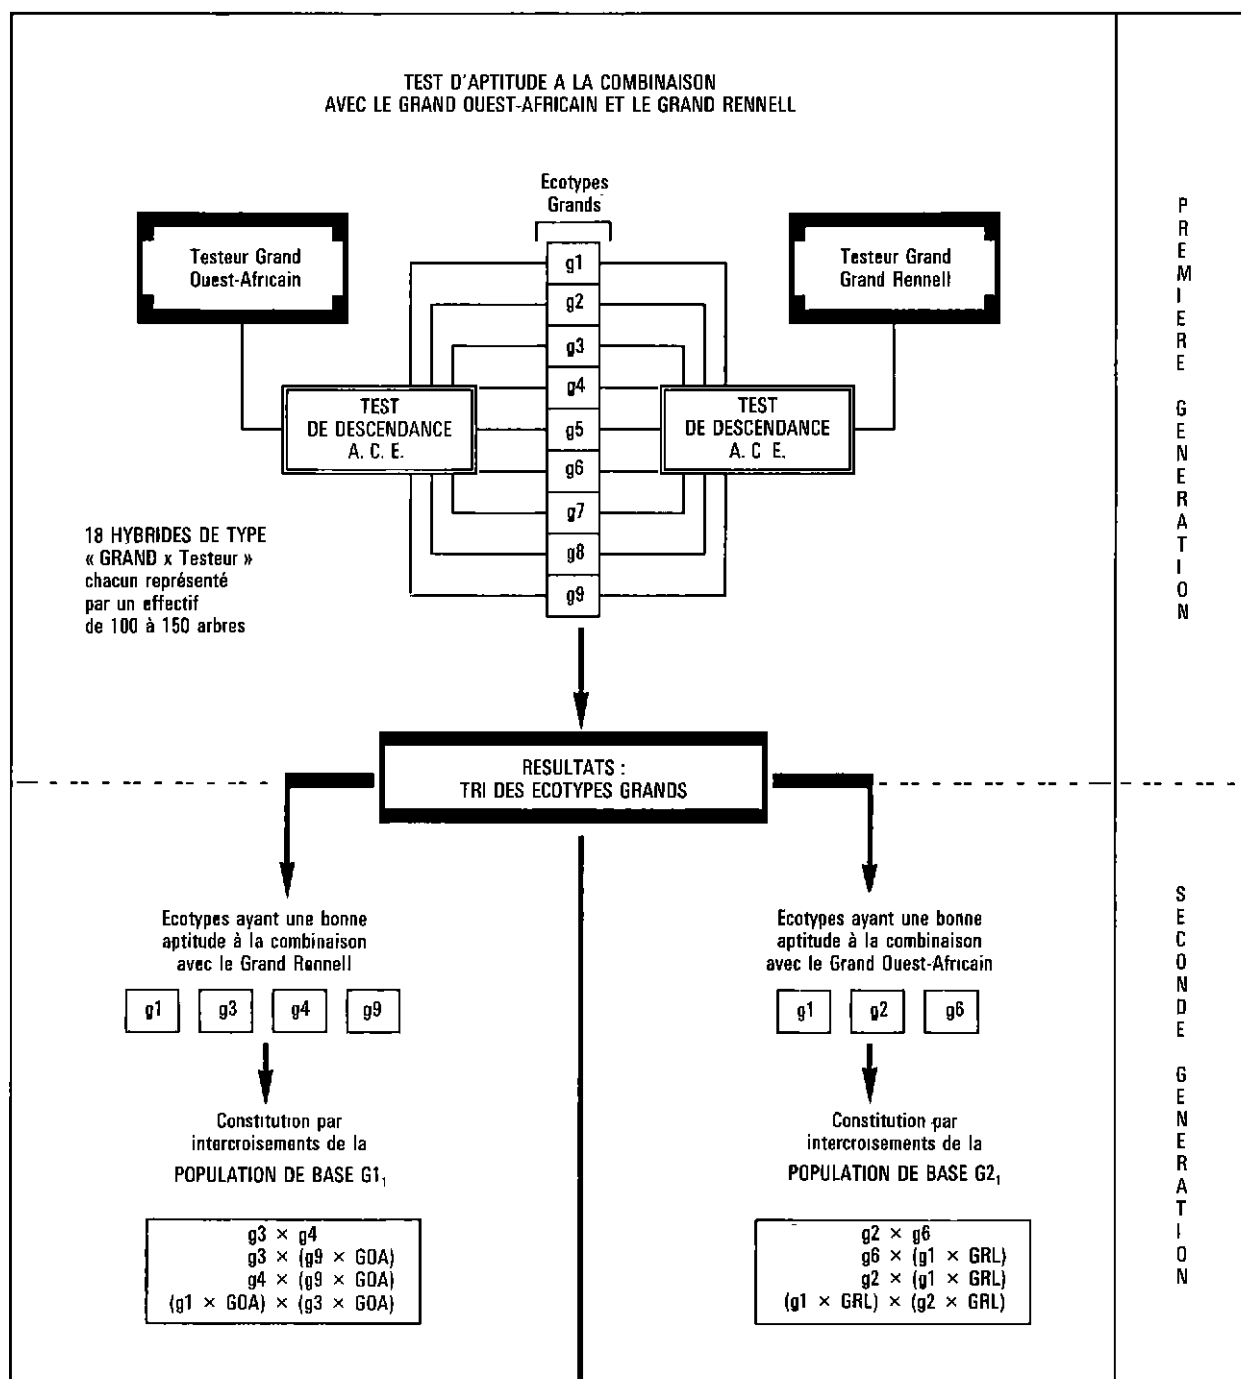 TEST D'APTITUDE A LA COMBINAISON
AVEC LE GRAND OUEST-AFRICAIN ET LE GRAND RENNELL
Ecotypes
Grands
Testeur Grand
Ouest-Africain
Testeur Grand
Grand Rennell
g1
g2
g3
g4
g5
g6
g7
g8
g9
TEST
DE DESCENDANCE
A. C. E.
TEST
DE DESCENDANCE
A. C E.
18 HYBRIDES DE TYPE
« GRAND x Testeur »
chacun représenté
par un effectif
de 100 à 150 arbres
PREMIERE GENERATION
RESULTATS :
TRI DES ECOTYPES GRANDS
Ecotypes ayant une bonne
aptitude à la combinaison
avec le Grand Rennell
g1 g3 g4 g9
Constitution par
intercroisements de la
POPULATION DE BASE G1₁
g3 × g4
g3 × (g9 × GOA)
g4 × (g9 × GOA)
(g1 × GOA) × (g3 × GOA)
Ecotypes ayant une bonne
aptitude à la combinaison
avec le Grand Ouest-Africain
g1 g2 g6
Constitution par
intercroisements de la
POPULATION DE BASE G2₁
g2 × g6
g6 × (g1 × GRL)
g2 × (g1 × GRL)
(g1 × GRL) × (g2 × GRL)
SECONDE GENERATION